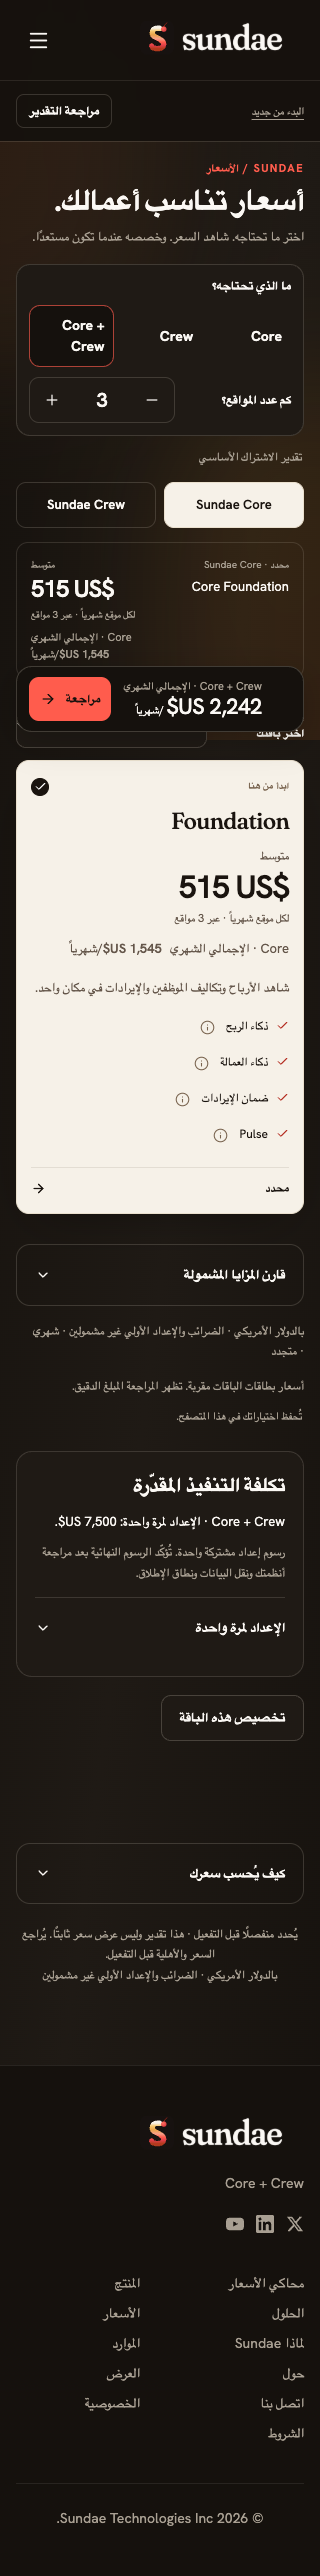 sundae
البدء من جديد
مراجعة التقدير
SUNDAE / الأسعار
أسعار تناسب أعمالك.
اختر ما تحتاجه. شاهد السعر. وخصصه عندما تكون مستعدًا.
ما الذي تحتاجه؟
Core
Crew
Core +
Crew
كم عدد المواقع؟
3
تقدير الاشتراك الأساسي
Sundae Core
Sundae Crew
محدد · Sundae Core
Core Foundation
متوسط
515 US$
لكل موقع شهرياً · عبر 3 مواقع
Core · الإجمالي الشهري
1,545 US$/شهرياً
Core + Crew · الإجمالي الشهري
2,242 US$ /شهرياً
مراجعة
اختر باقتك
ابدأ من هنا
Foundation
متوسط
515 US$
لكل موقع شهرياً · عبر 3 مواقع
Core · الإجمالي الشهري 1,545 US$/شهرياً
شاهد الأرباح وتكاليف الموظفين والإيرادات في مكان واحد.
ذكاء الربح
ذكاء العمالة
ضمان الإيرادات
Pulse
محدد
قارن المزايا المشمولة
بالدولار الأمريكي · الضرائب والإعداد الأولي غير مشمولين · شهري
· متجدد
أسعار بطاقات الباقات مقربة. تظهر المراجعة المبلغ الدقيق.
تُحفظ اختياراتك في هذا المتصفح.
تكلفة التنفيذ المقدّرة
Core + Crew · الإعداد لمرة واحدة: 7,500 US$.
رسوم إعداد مشتركة واحدة. تُؤكّد الرسوم النهائية بعد مراجعة
أنظمتك ونقل البيانات ونطاق الإطلاق.
الإعداد لمرة واحدة
تخصيص هذه الباقة
كيف يُحسب سعرك
يُحدد منفصلًا قبل التفعيل · هذا تقدير وليس عرض سعر ثابتًا. يُراجع
السعر والأهلية قبل التفعيل.
بالدولار الأمريكي · الضرائب والإعداد الأولي غير مشمولين
sundae
Core + Crew
محاكي الأسعار
المنتج
الحلول
الأسعار
لماذا Sundae
الموارد
حول
العرض
اتصل بنا
الخصوصية
الشروط
© 2026 Sundae Technologies Inc.